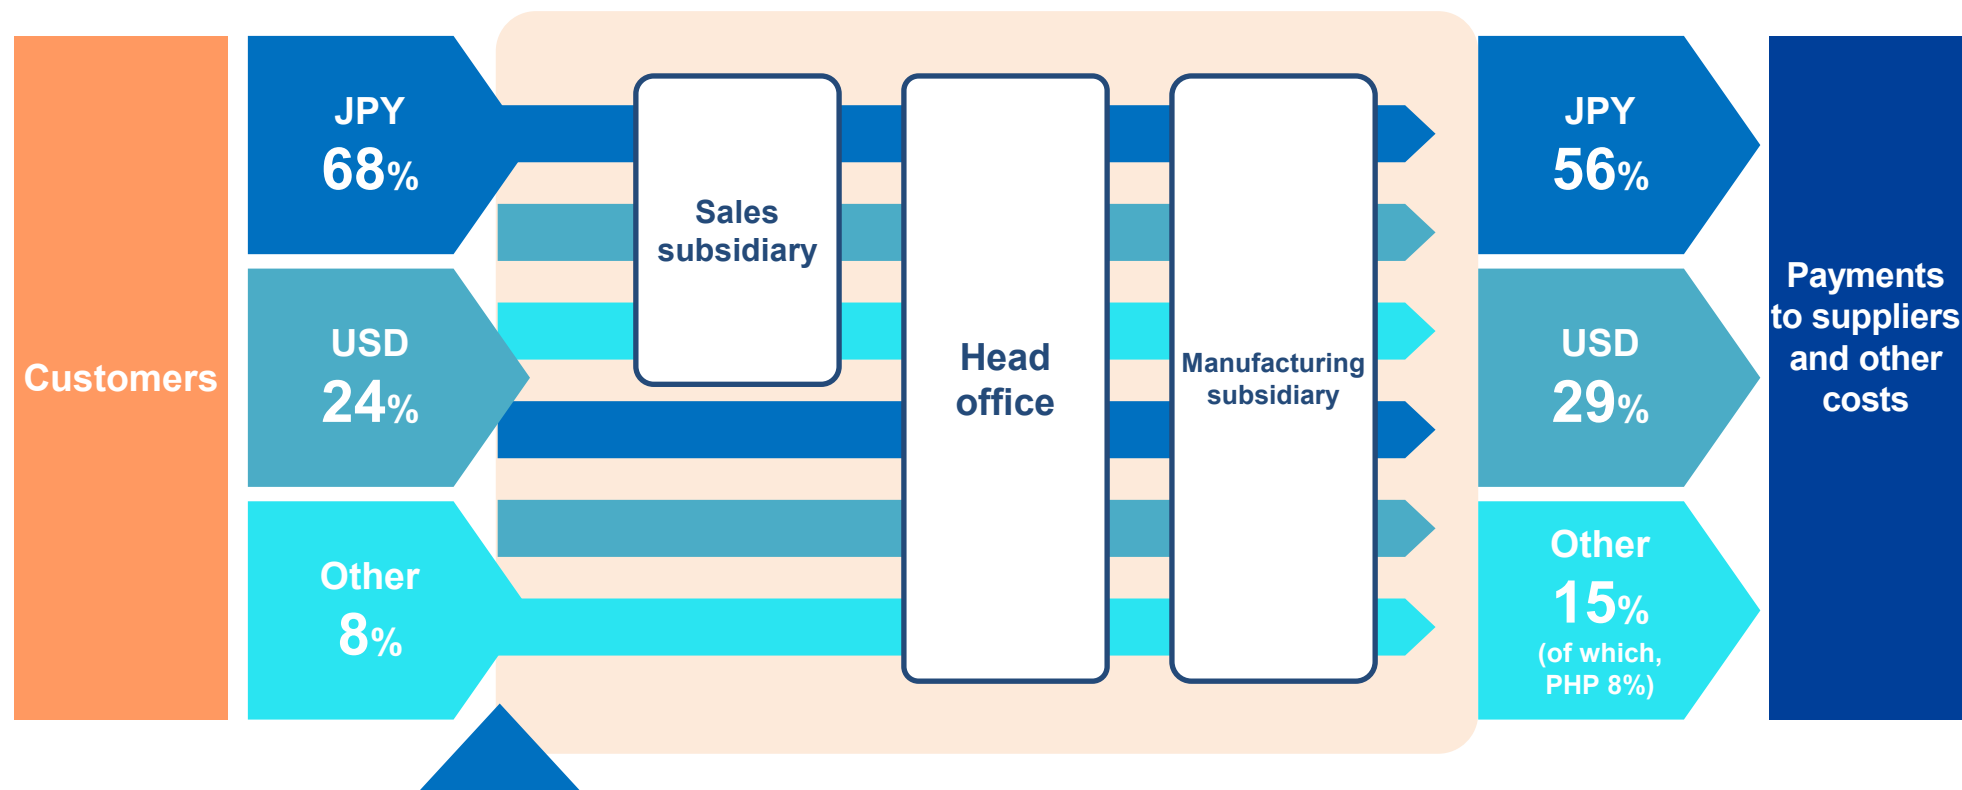 Customers
JPY
68%
USD
24%
Other
8%
Sales
subsidiary
Head
office
Manufacturing
subsidiary
JPY
56%
USD
29%
Other
15%
(of which,
PHP 8%)
Payments
to suppliers
and other
costs